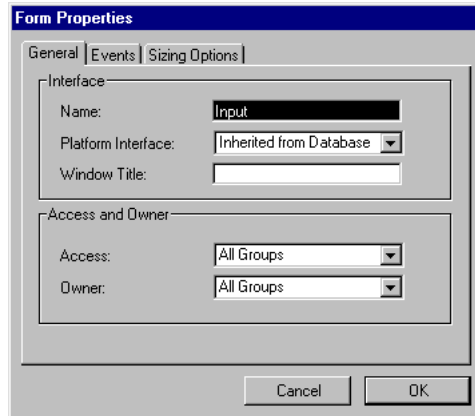 Form Properties
General Events Sizing Options
Interface
Name: Input
Platform Interface: Inherited from Database
Window Title:
Access and Owner
Access: All Groups
Owner: All Groups
Cancel OK